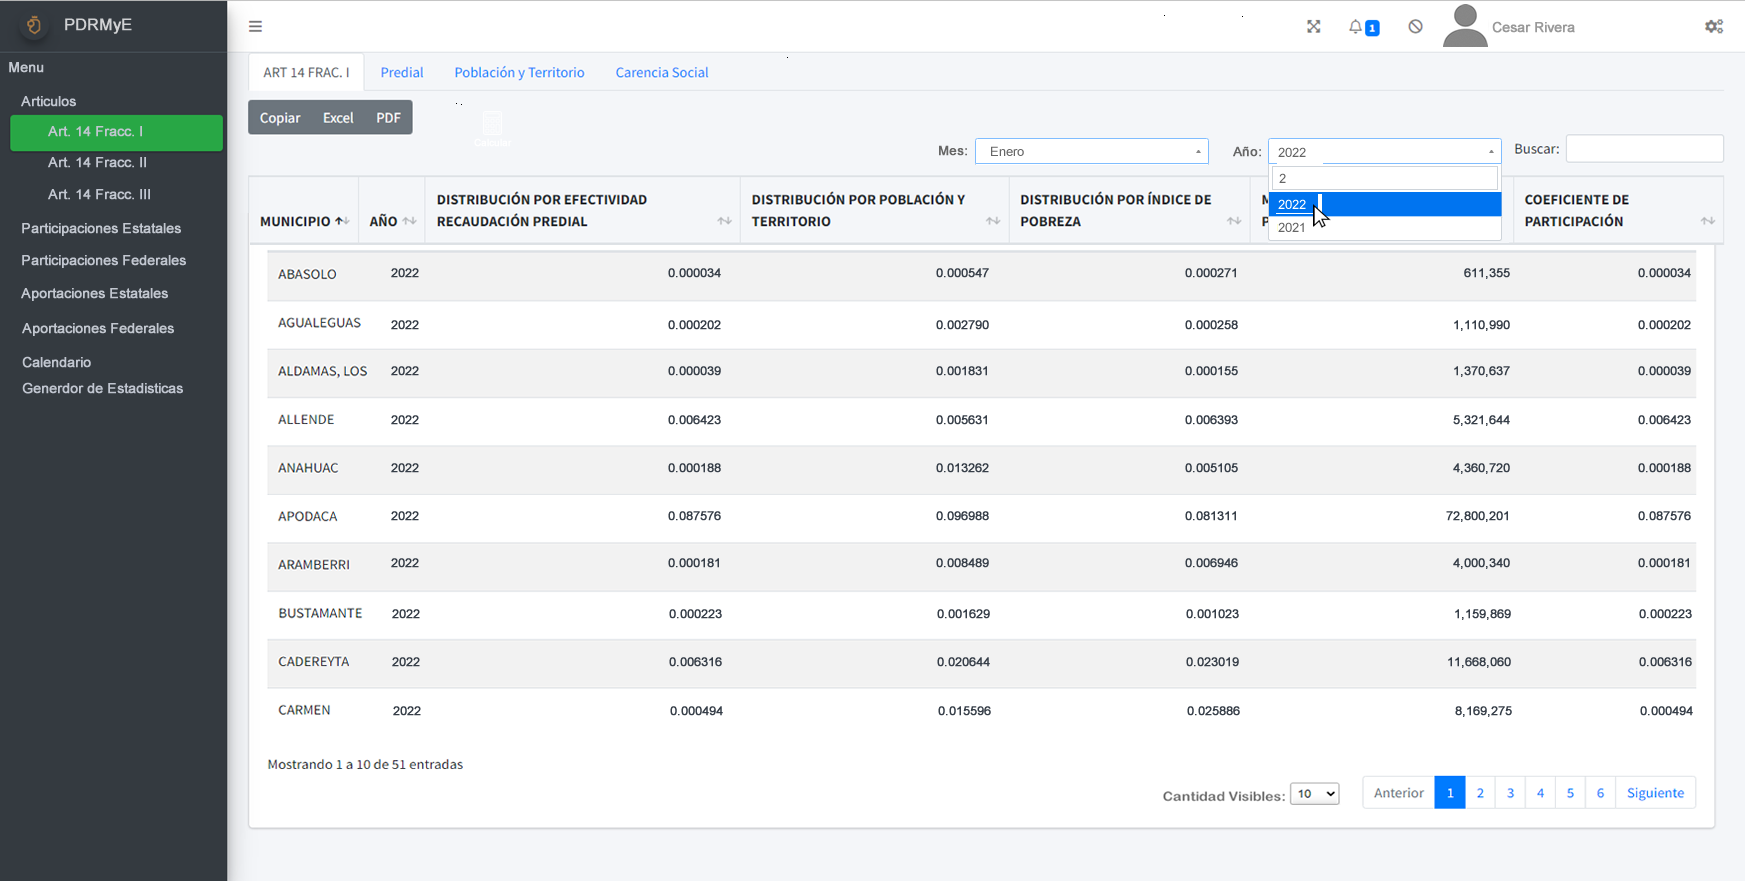 PDRMyE
1
Cesar Rivera
Menu
Articulos
Art. 14 Fracc. I
Art. 14 Fracc. II
Art. 14 Fracc. III
Participaciones Estatales
Participaciones Federales
Aportaciones Estatales
Aportaciones Federales
Calendario
Generdor de Estadisticas
ART 14 FRAC. I Predial Población y Territorio Carencia Social
Copiar Excel PDF
Mes: Enero Año: 2022 Buscar:
2
2022
2021
MUNICIPIO AÑO DISTRIBUCIÓN POR EFECTIVIDAD RECAUDACIÓN PREDIAL DISTRIBUCIÓN POR POBLACIÓN Y TERRITORIO DISTRIBUCIÓN POR ÍNDICE DE POBREZA COEFICIENTE DE PARTICIPACIÓN
ABASOLO 2022 0.000034 0.000547 0.000271 611,355 0.000034
AGUALEGUAS 2022 0.000202 0.002790 0.000258 1,110,990 0.000202
ALDAMAS, LOS 2022 0.000039 0.001831 0.000155 1,370,637 0.000039
ALLENDE 2022 0.006423 0.005631 0.006393 5,321,644 0.006423
ANAHUAC 2022 0.000188 0.013262 0.005105 4,360,720 0.000188
APODACA 2022 0.087576 0.096988 0.081311 72,800,201 0.087576
ARAMBERRI 2022 0.000181 0.008489 0.006946 4,000,340 0.000181
BUSTAMANTE 2022 0.000223 0.001629 0.001023 1,159,869 0.000223
CADEREYTA 2022 0.006316 0.020644 0.023019 11,668,060 0.006316
CARMEN 2022 0.000494 0.015596 0.025886 8,169,275 0.000494
Mostrando 1 a 10 de 51 entradas
Cantidad Visibles: 10 Anterior 1 2 3 4 5 6 Siguiente